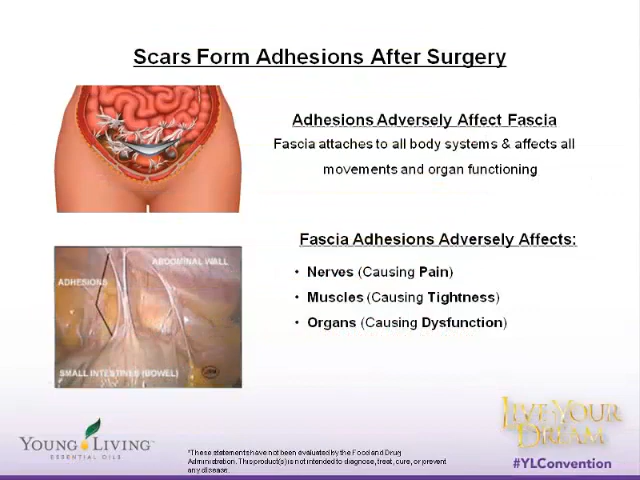 Scars Form Adhesions After Surgery
Adhesions Adversely Affect Fascia
Fascia attaches to all body systems & affects all
movements and organ functioning
Fascia Adhesions Adversely Affects:
ABDOMINAL WALL
ADHESIONS
SMALL INTESTINES (BOWEL)
• Nerves (Causing Pain)
• Muscles (Causing Tightness)
• Organs (Causing Dysfunction)
YOUNG LIVING
ESSENTIAL OILS
*These statements have not been evaluated by the Food and Drug
Administration. This product(s) is not intended to diagnose, treat, cure, or prevent
any disease.
LIVE YOUR
DREAM
#YLConvention